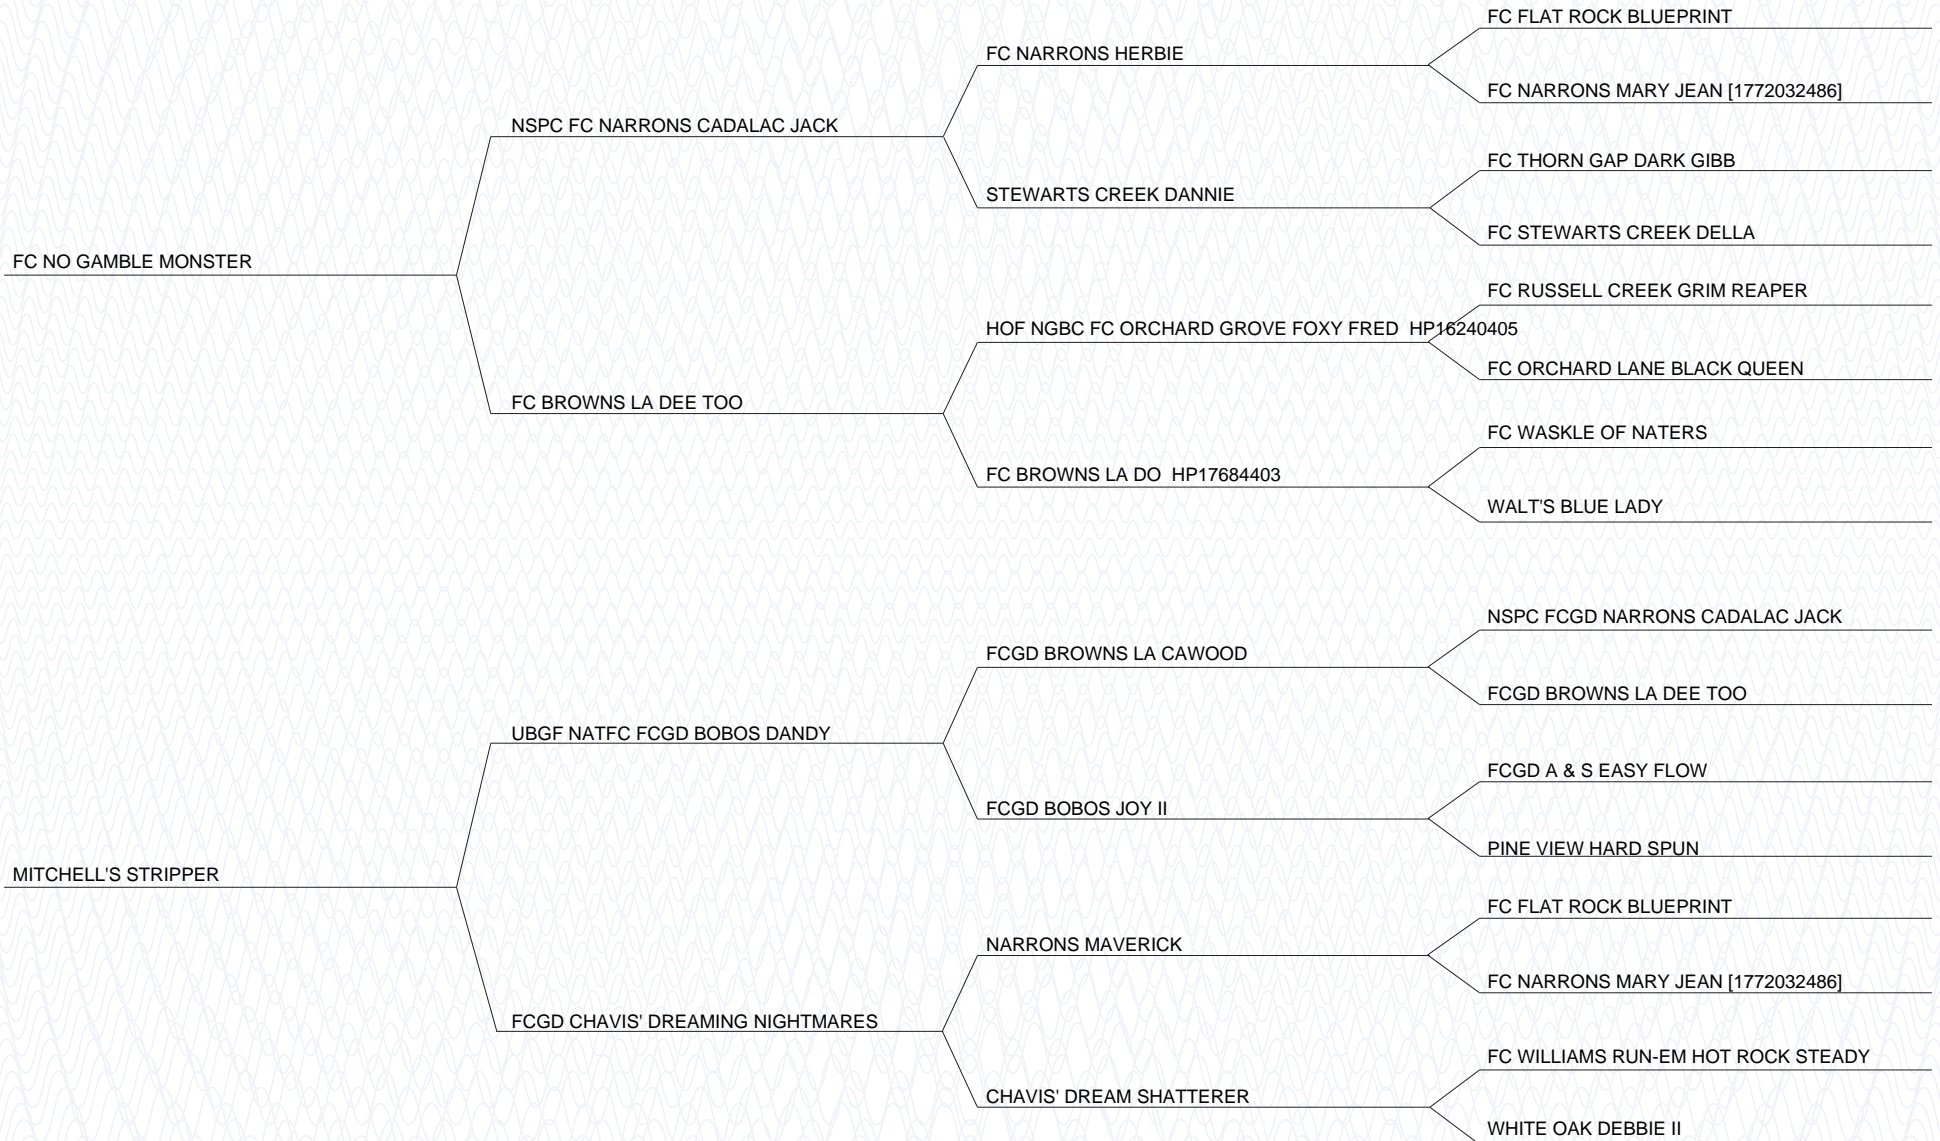 FC FLAT ROCK BLUEPRINT
FC NARRONS HERBIE
FC NARRONS MARY JEAN [1772032486]
NSPC FC NARRONS CADALAC JACK
FC THORN GAP DARK GIBB
STEWARTS CREEK DANNIE
FC STEWARTS CREEK DELLA
FC NO GAMBLE MONSTER
FC RUSSELL CREEK GRIM REAPER
HOF NGBC FC ORCHARD GROVE FOXY FRED HP16240405
FC ORCHARD LANE BLACK QUEEN
FC BROWNS LA DEE TOO
FC WASKLE OF NATERS
FC BROWNS LA DO HP17684403
WALT'S BLUE LADY
NSPC FCGD NARRONS CADALAC JACK
FCGD BROWNS LA CAWOOD
FCGD BROWNS LA DEE TOO
UBGF NATFC FCGD BOBOS DANDY
FCGD A & S EASY FLOW
FCGD BOBOS JOY II
PINE VIEW HARD SPUN
MITCHELL'S STRIPPER
FC FLAT ROCK BLUEPRINT
NARRONS MAVERICK
FC NARRONS MARY JEAN [1772032486]
FCGD CHAVIS' DREAMING NIGHTMARES
FC WILLIAMS RUN-EM HOT ROCK STEADY
CHAVIS' DREAM SHATTERER
WHITE OAK DEBBIE II